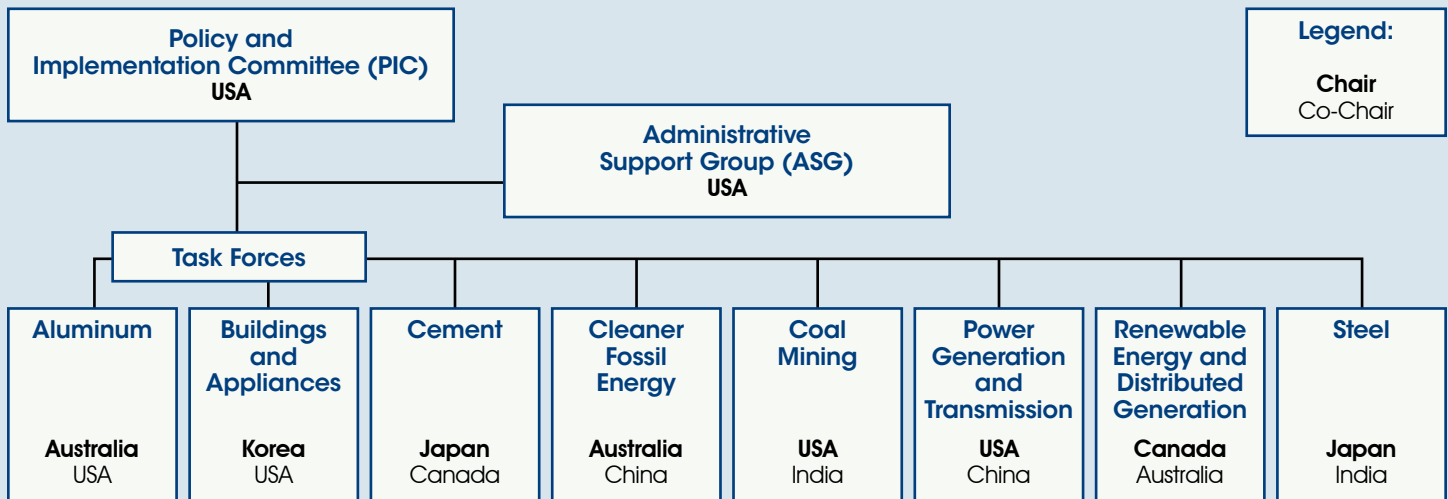 Policy and
Implementation Committee (PIC)
USA
Legend:
Chair
Co-Chair
Administrative
Support Group (ASG)
USA
Task Forces
Aluminum
Australia
USA
Buildings
and
Appliances
Korea
USA
Cement
Japan
Canada
Cleaner
Fossil
Energy
Australia
China
Coal
Mining
USA
India
Power
Generation
and
Transmission
USA
China
Renewable
Energy and
Distributed
Generation
Canada
Australia
Steel
Japan
India